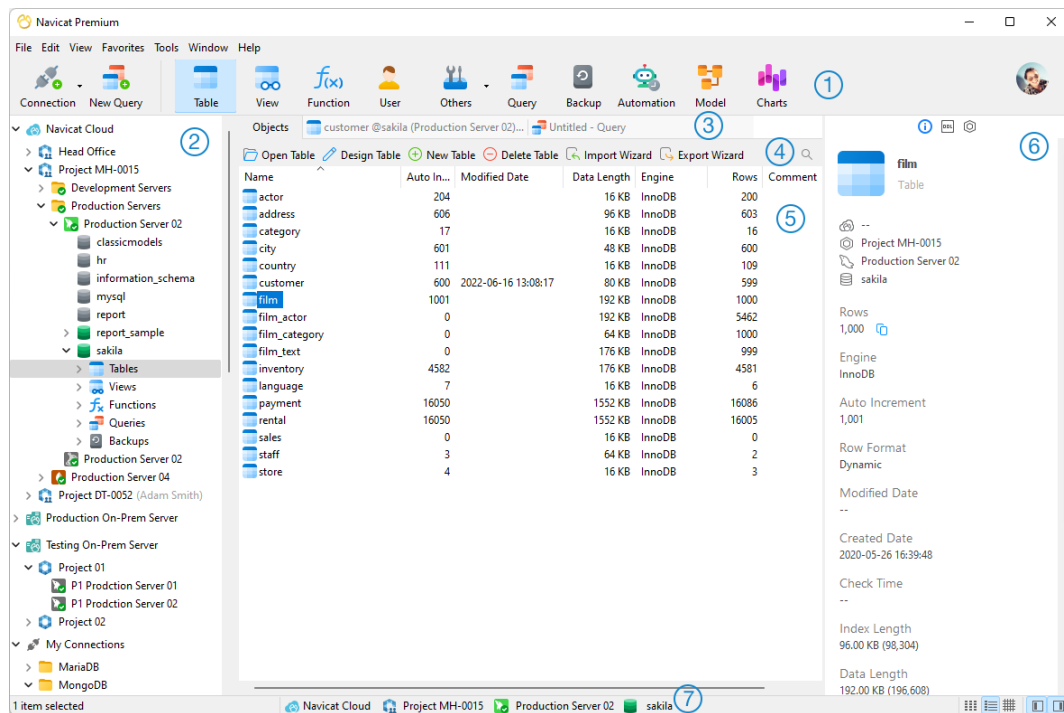 Navicat Premium
File Edit View Favorites Tools Window Help
Connection New Query Table View Function User Others Query Backup Automation Model Charts
1
Navicat Cloud
Head Office
Project MH-0015
Development Servers
Production Servers
Production Server 02
classicmodels
hr
information_schema
mysql
report
report_sample
sakila
Tables
Views
Functions
Queries
Backups
Production Server 02
Production Server 04
Project DT-0052 (Adam Smith)
Production On-Prem Server
Testing On-Prem Server
Project 01
P1 Prodction Server 01
P1 Prodction Server 02
Project 02
My Connections
MariaDB
MongoDB
2
Objects customer @sakila (Production Server 02)... Untitled - Query
3
Open Table Design Table New Table Delete Table Import Wizard Export Wizard
4
Name Auto In... Modified Date Data Length Engine Rows Comment
actor 204 16 KB InnoDB 200
address 606 96 KB InnoDB 603
category 17 16 KB InnoDB 16
city 601 48 KB InnoDB 600
country 111 16 KB InnoDB 109
customer 600 2022-06-16 13:08:17 80 KB InnoDB 599
film 1001 192 KB InnoDB 1000
film_actor 0 192 KB InnoDB 5462
film_category 0 64 KB InnoDB 1000
film_text 0 176 KB InnoDB 999
inventory 4582 176 KB InnoDB 4581
language 7 16 KB InnoDB 6
payment 16050 1552 KB InnoDB 16086
rental 16050 1552 KB InnoDB 16005
sales 0 16 KB InnoDB 0
staff 3 64 KB InnoDB 2
store 4 16 KB InnoDB 3
5
DDL
6
film
Table
--
Project MH-0015
Production Server 02
sakila
Rows
1,000
Engine
InnoDB
Auto Increment
1,001
Row Format
Dynamic
Modified Date
--
Created Date
2020-05-26 16:39:48
Check Time
--
Index Length
96.00 KB (98,304)
Data Length
192.00 KB (196,608)
1 item selected Navicat Cloud Project MH-0015 Production Server 02 sakila
7